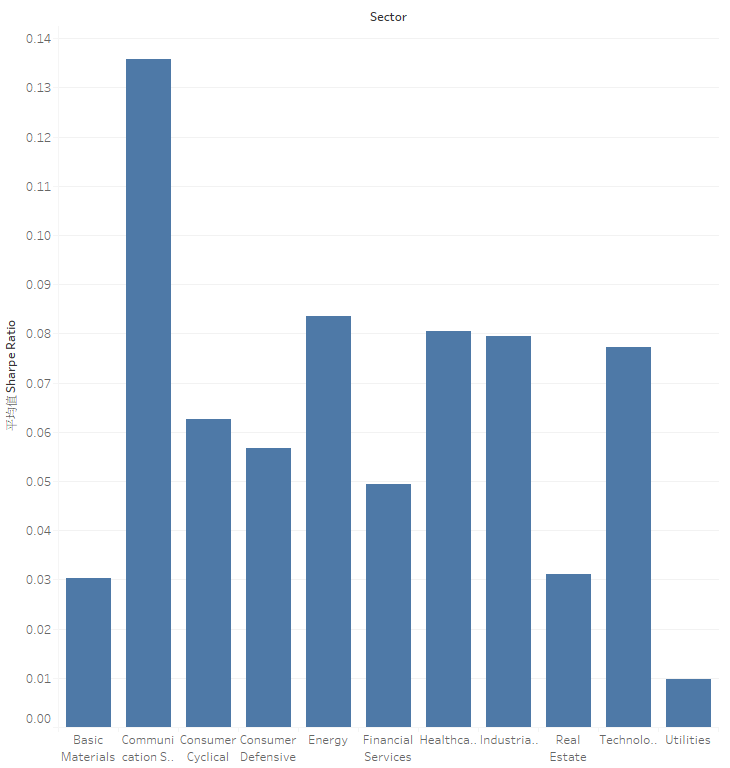 Sector
0.14
0.13
0.12
0.11
0.10
0.09
0.08
0.07
0.06
0.05
0.04
0.03
0.02
0.01
0.00
平均值 Sharpe Ratio
Basic
Materials
Communi
cation S..
Consumer
Cyclical
Consumer
Defensive
Energy
Financial
Services
Healthca..
Industria..
Real
Estate
Technolo..
Utilities